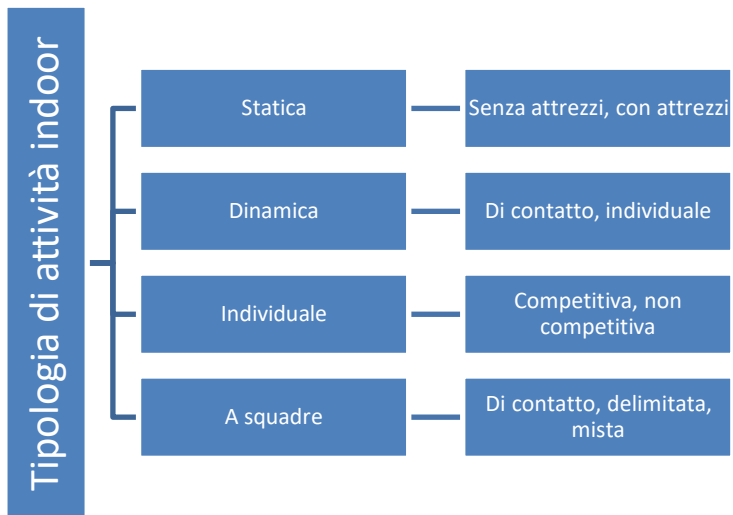 Tipologia di attività indoor
Statica
Senza attrezzi, con attrezzi
Dinamica
Di contatto, individuale
Individuale
Competitiva, non
competitiva
A squadre
Di contatto, delimitata,
mista